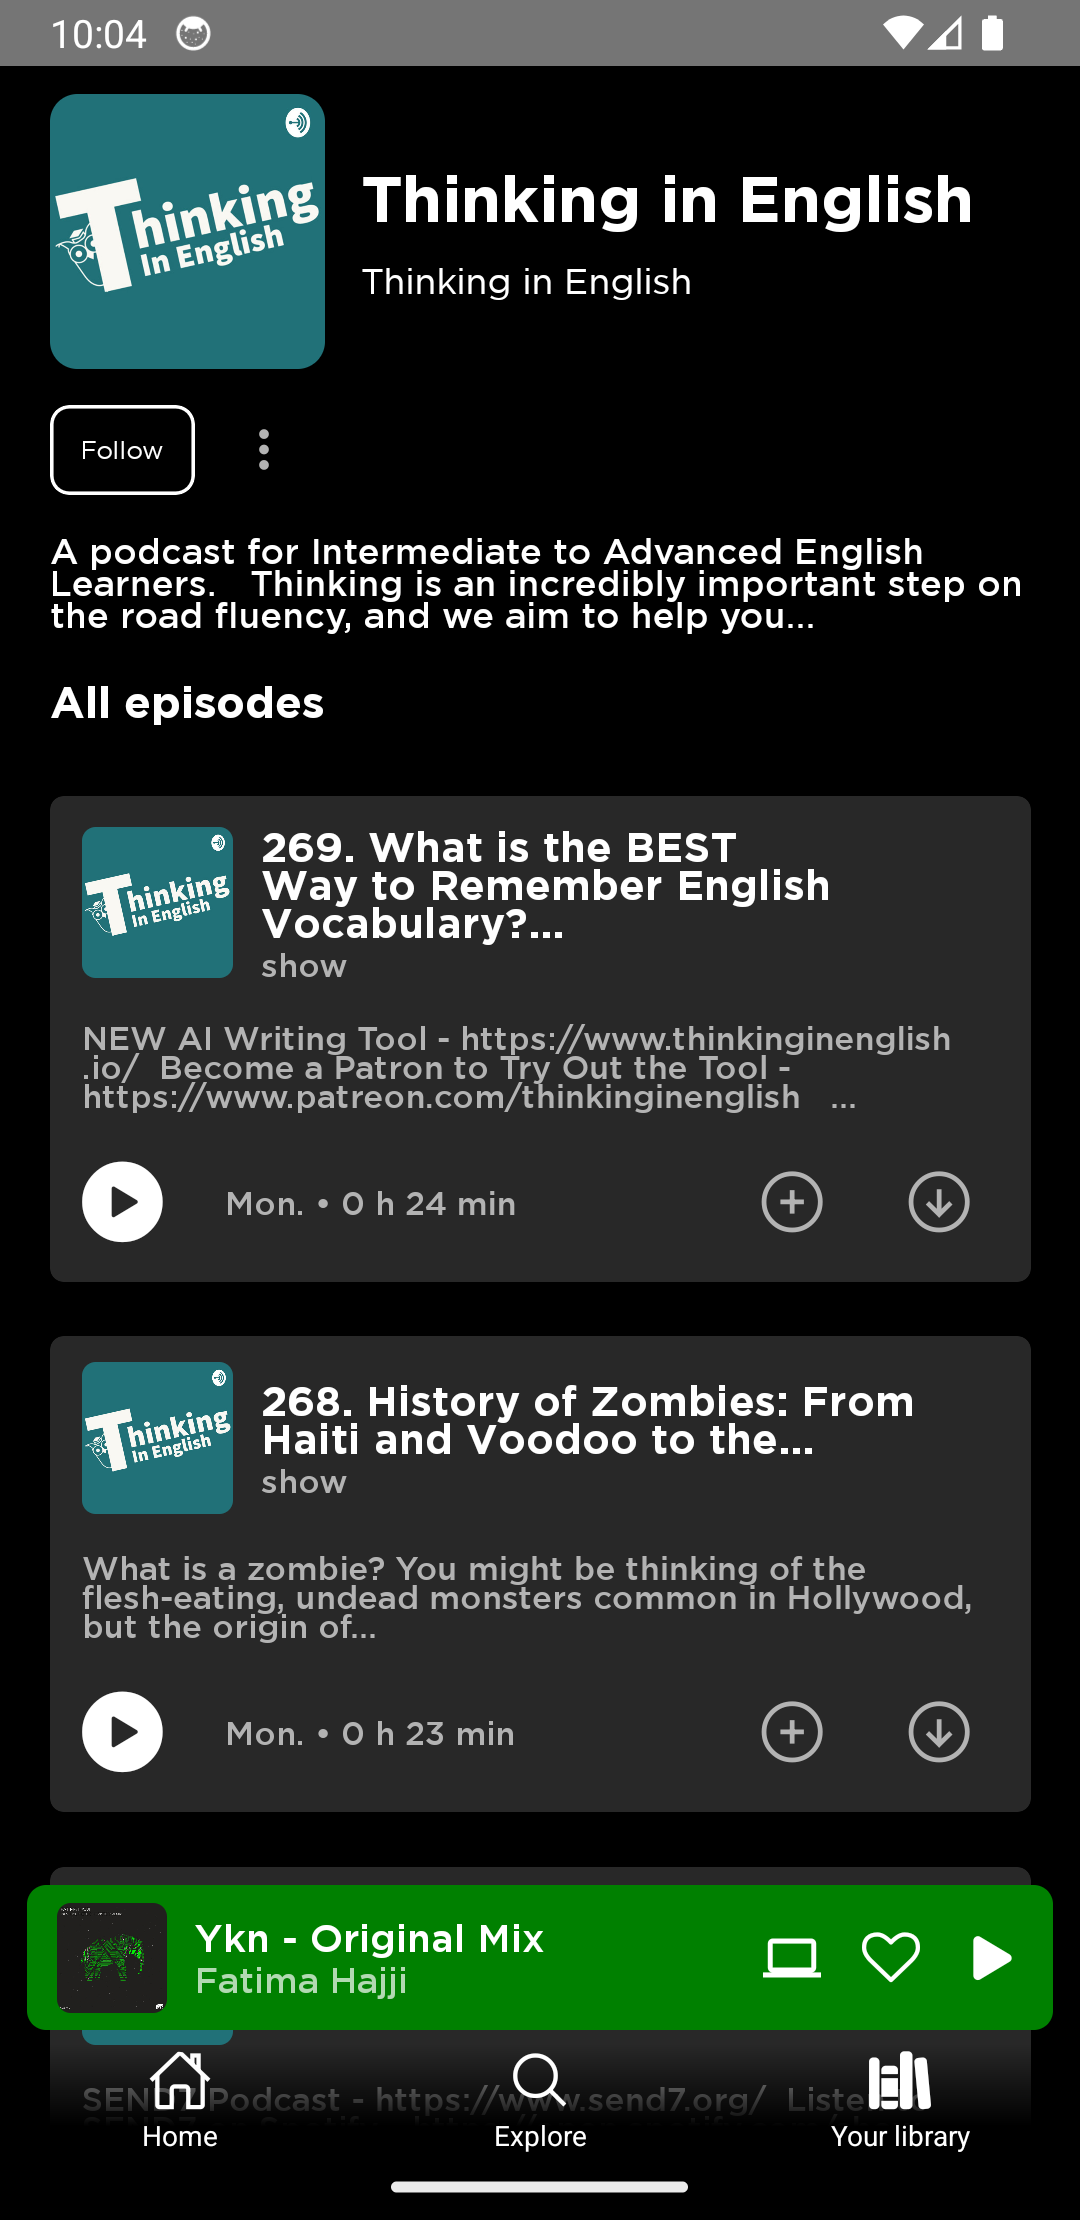 10:04
Thinking
In English
Thinking in English
Thinking in English
Follow
A podcast for Intermediate to Advanced English
Learners.   Thinking is an incredibly important step on
the road fluency, and we aim to help you...
All episodes
Thinking
In English
269. What is the BEST
Way to Remember English
Vocabulary?...
show
NEW AI Writing Tool - https://www.thinkinginenglish
.io/  Become a Patron to Try Out the Tool -
https://www.patreon.com/thinkinginenglish   ...
Mon. • 0 h 24 min
Thinking
In English
268. History of Zombies: From
Haiti and Voodoo to the...
show
What is a zombie? You might be thinking of the
flesh-eating, undead monsters common in Hollywood,
but the origin of...
Mon. • 0 h 23 min
Ykn - Original Mix
Fatima Hajji
SEND7 Podcast - https://www.send7.org/
Home
Explore
Your library